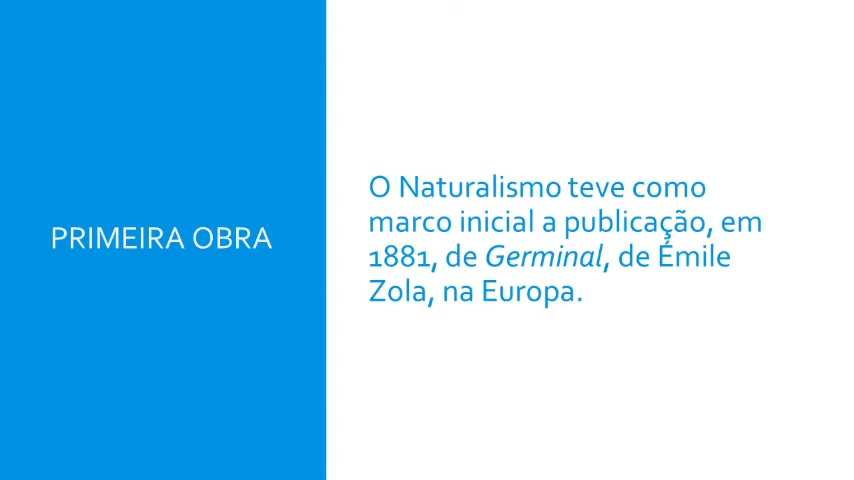 PRIMEIRA OBRA
O Naturalismo teve como
marco inicial a publicação, em
1881, de Germinal, de Émile
Zola, na Europa.